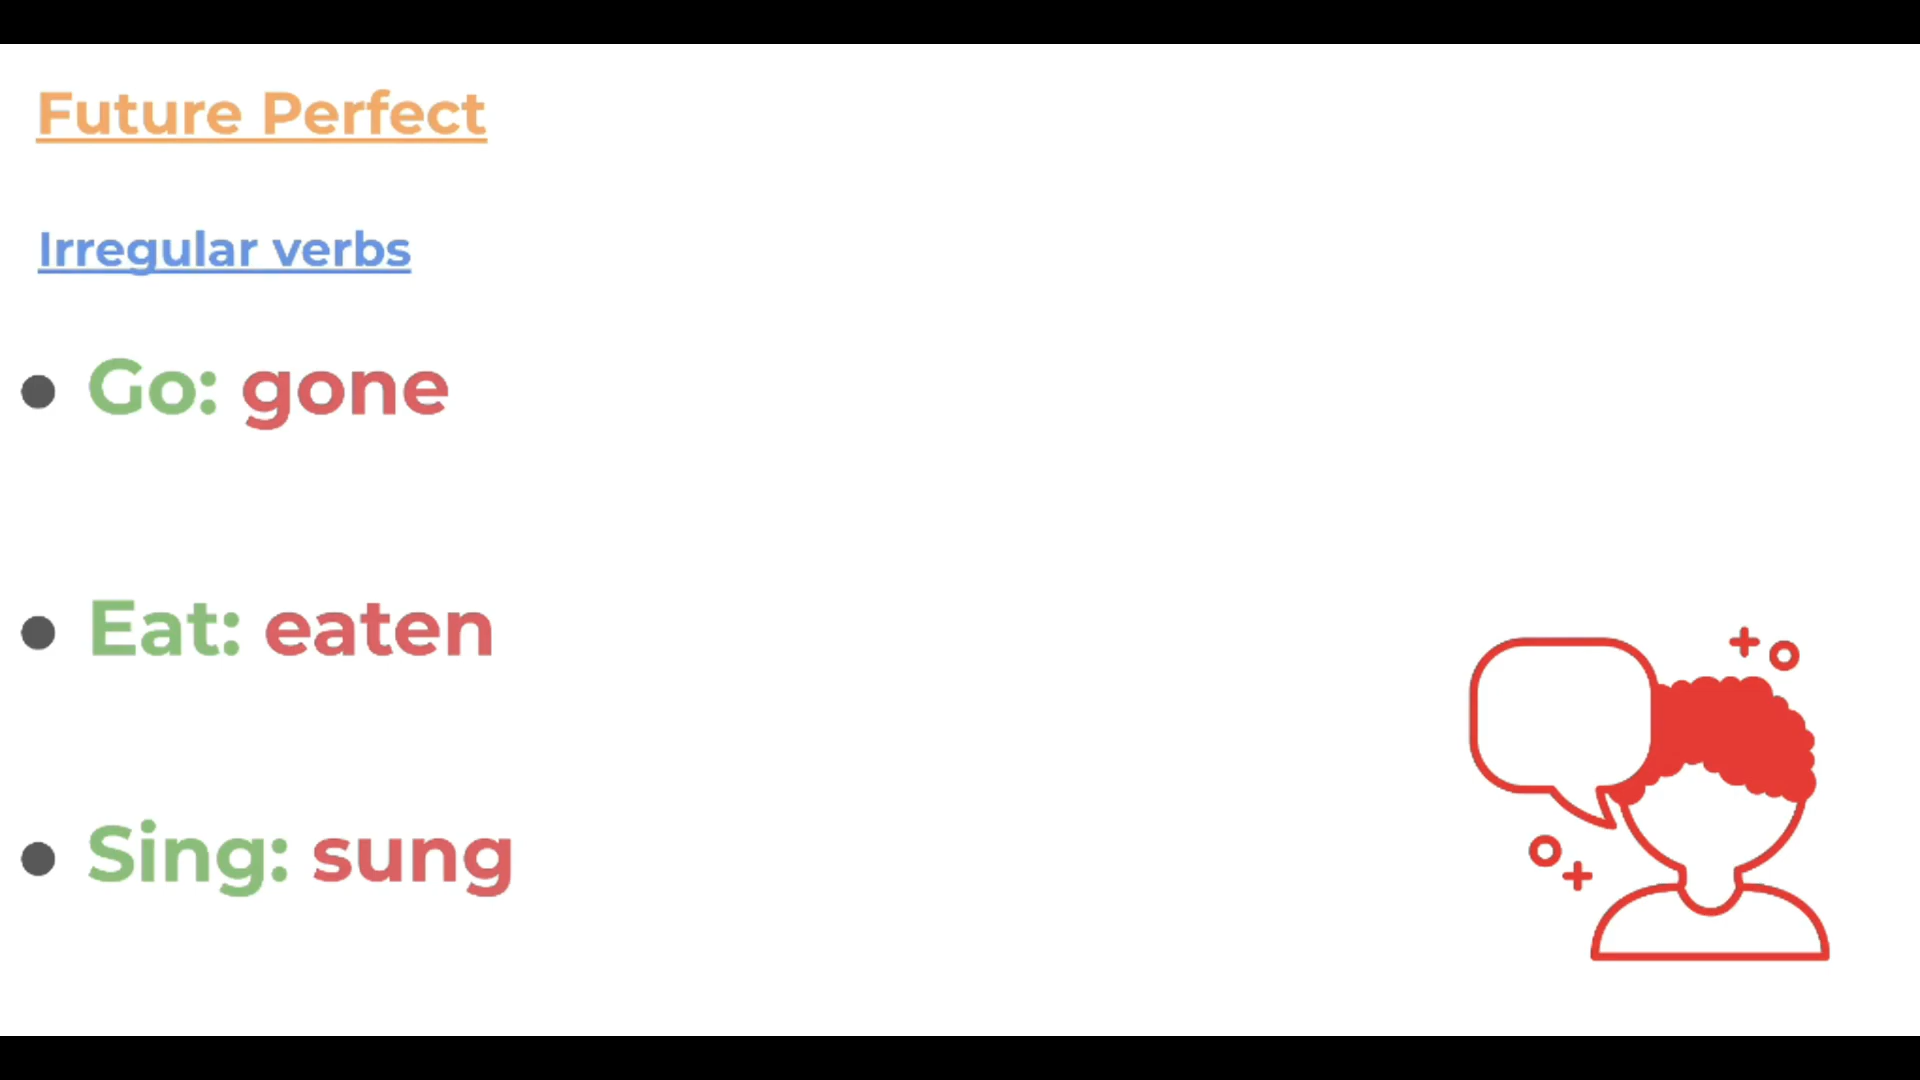 Future Perfect
Irregular verbs
● Go: gone
● Eat: eaten
● Sing: sung